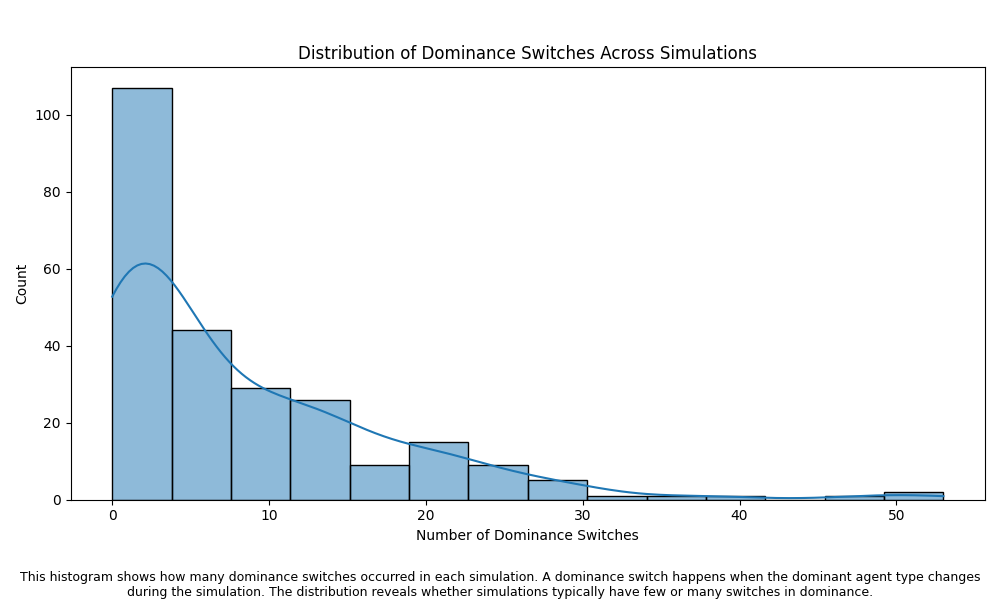 Distribution of Dominance Switches Across Simulations
100
80
60
40
20
0
Count
0 10 20 30 40 50
Number of Dominance Switches
This histogram shows how many dominance switches occurred in each simulation. A dominance switch happens when the dominant agent type changes
during the simulation. The distribution reveals whether simulations typically have few or many switches in dominance.